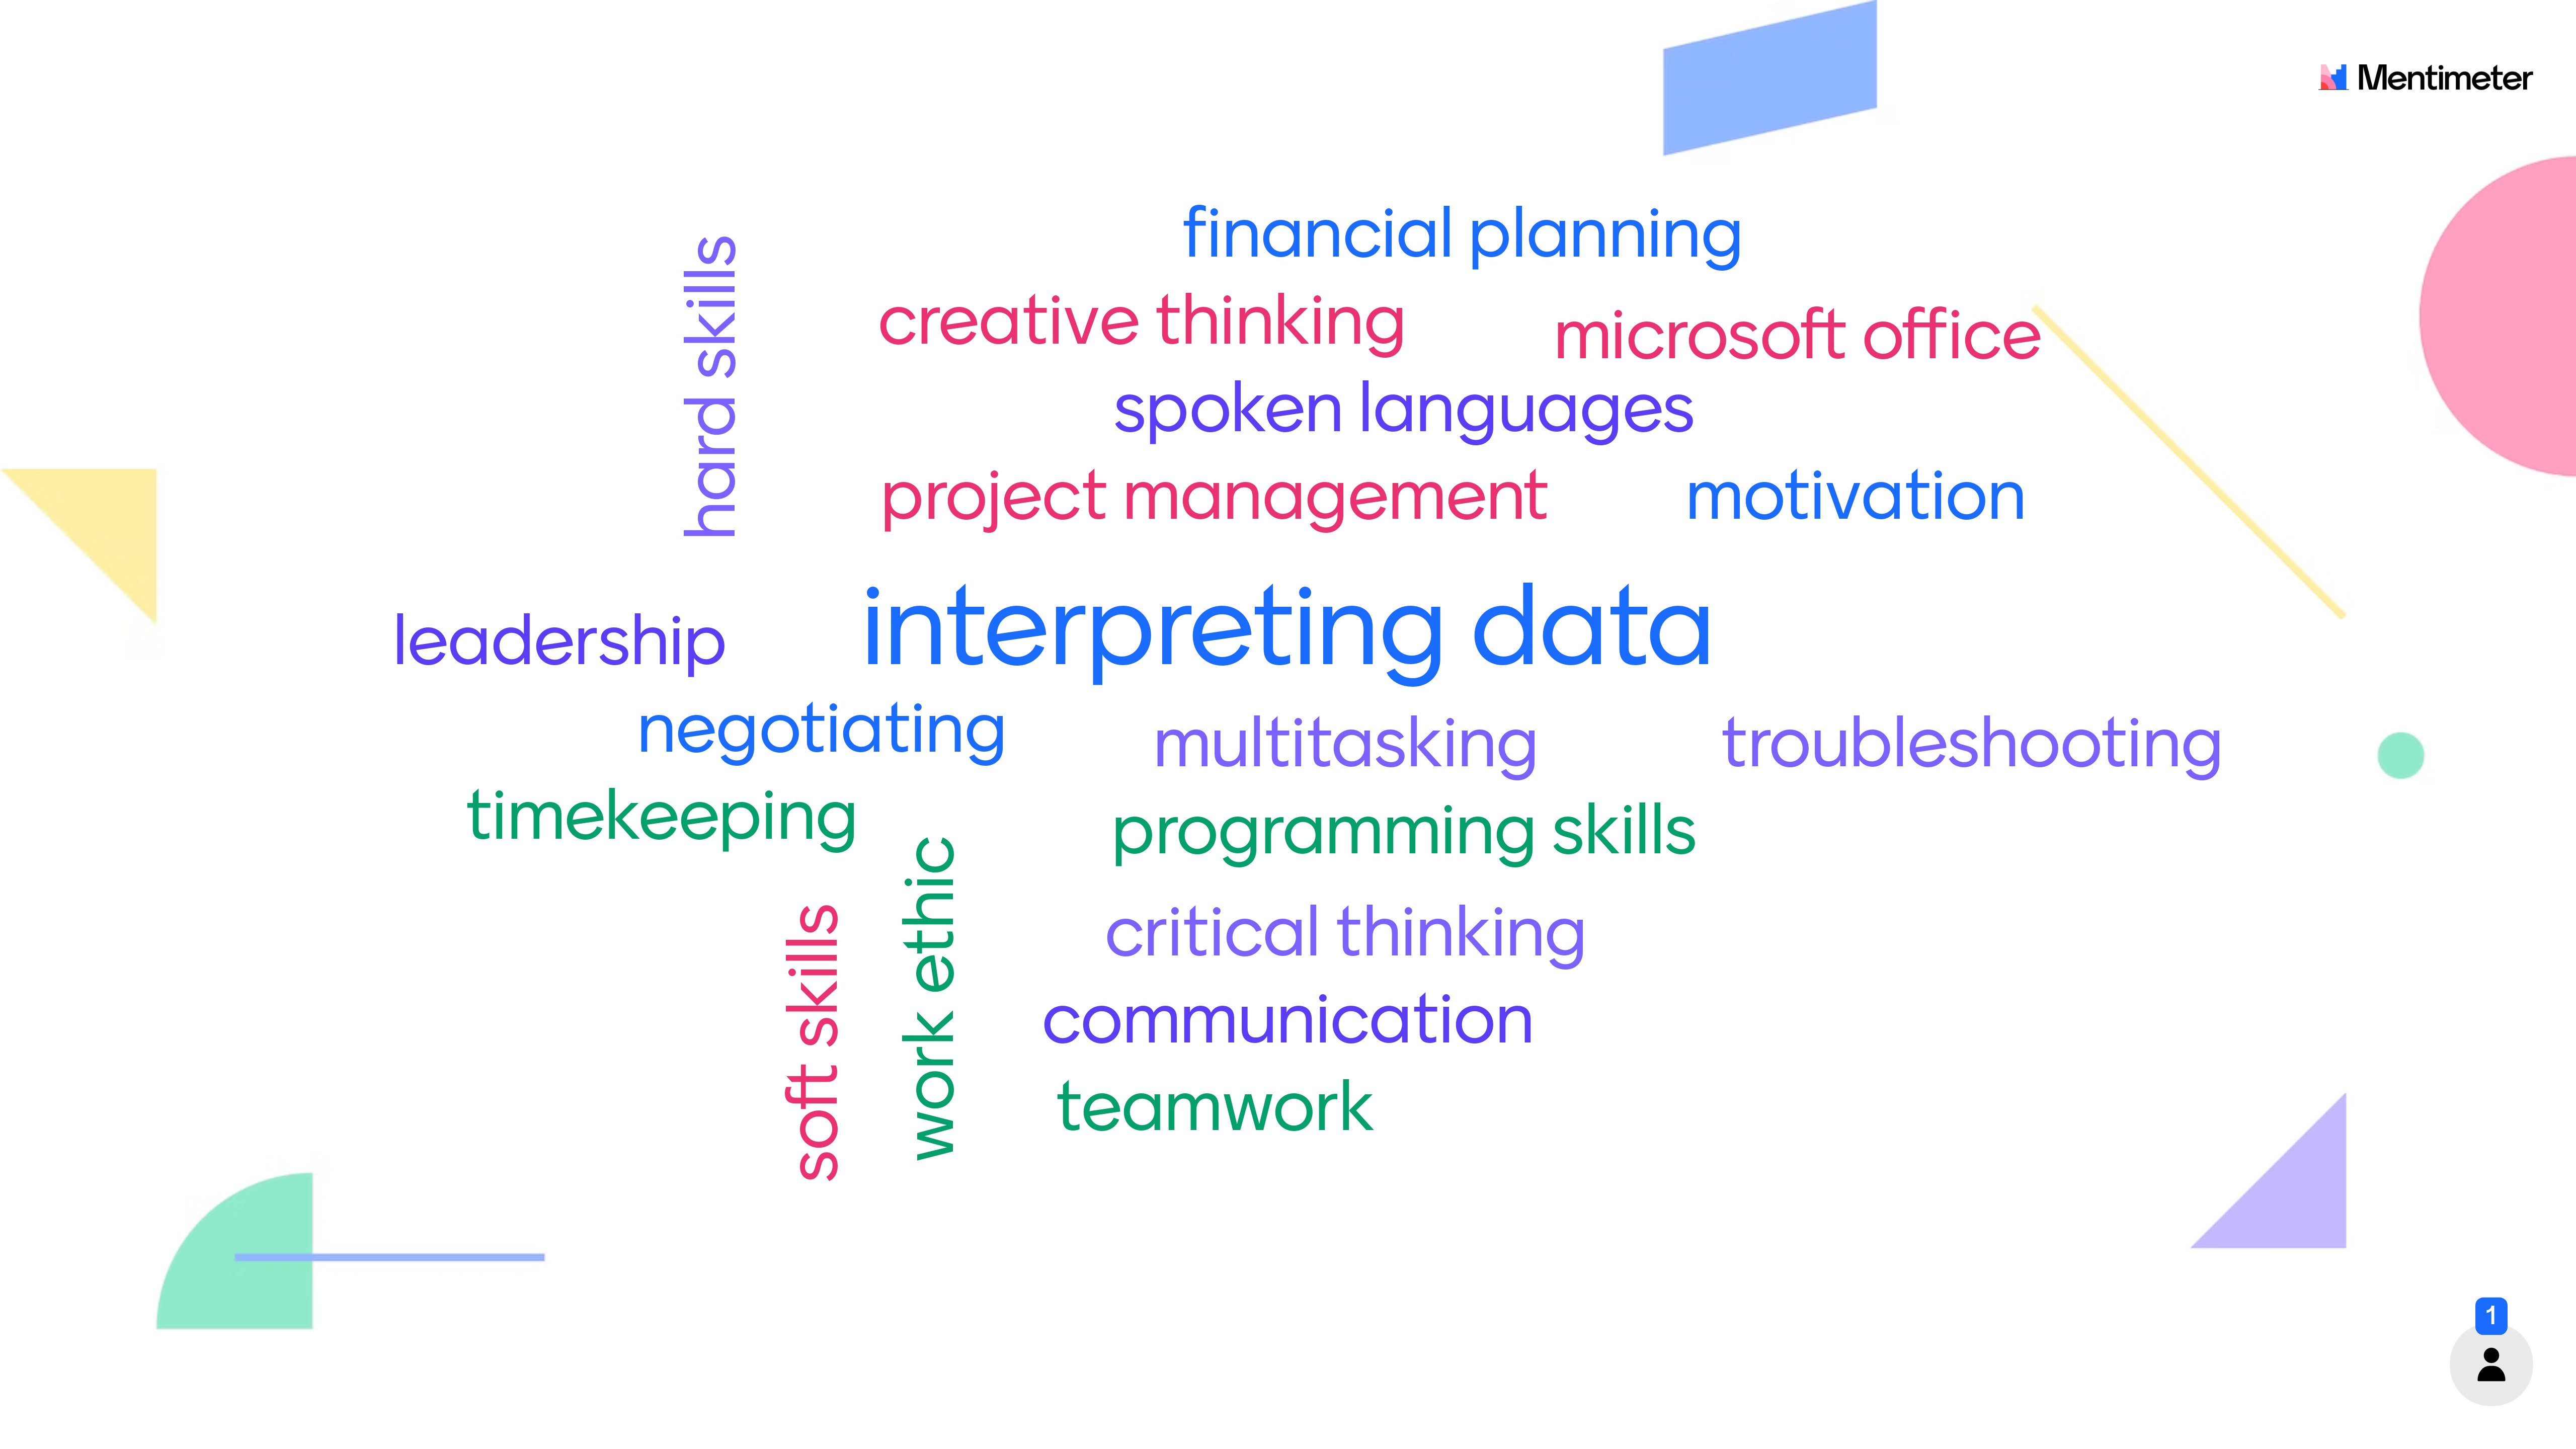 Mentimeter
financial planning
hard skills
creative thinking
microsoft office
spoken languages
project management
motivation
interpreting data
leadership
negotiating
multitasking
troubleshooting
timekeeping
programming skills
work ethic
soft skills
critical thinking
communication
teamwork
1